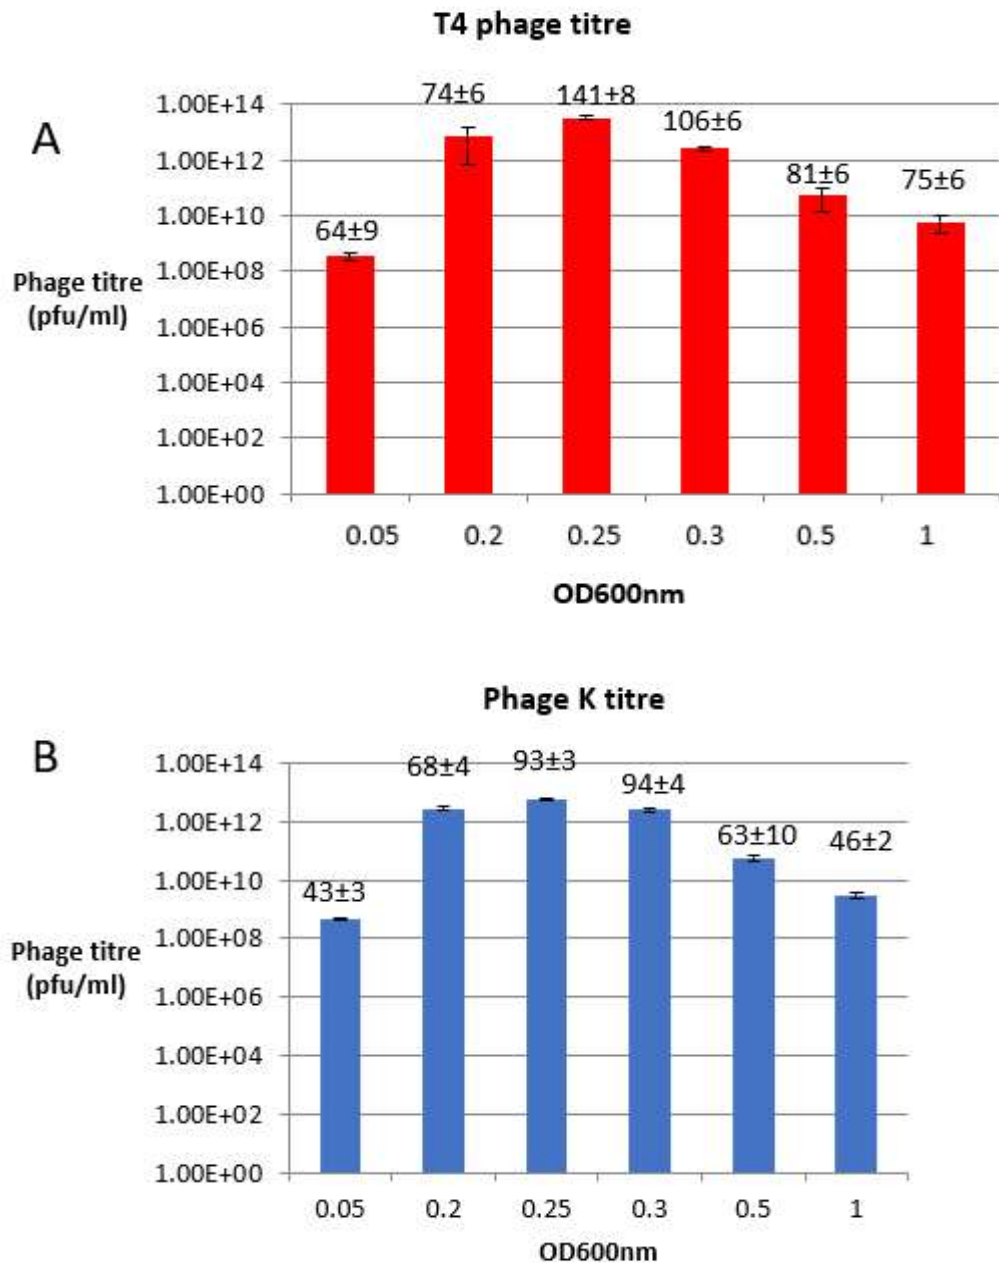 T4 phage titre
A
74±6 141±8
106±6
81±6 75±6
64±9
1.00E+14
1.00E+12
1.00E+10
1.00E+08
1.00E+06
1.00E+04
1.00E+02
1.00E+00
Phage titre
(pfu/ml)
0.05 0.2 0.25 0.3 0.5 1
OD600nm
Phage K titre
B
68±4 93±3
94±4
63±10 46±2
43±3
1.00E+14
1.00E+12
1.00E+10
1.00E+08
1.00E+06
1.00E+04
1.00E+02
1.00E+00
Phage titre
(pfu/ml)
0.05 0.2 0.25 0.3 0.5 1
OD600nm